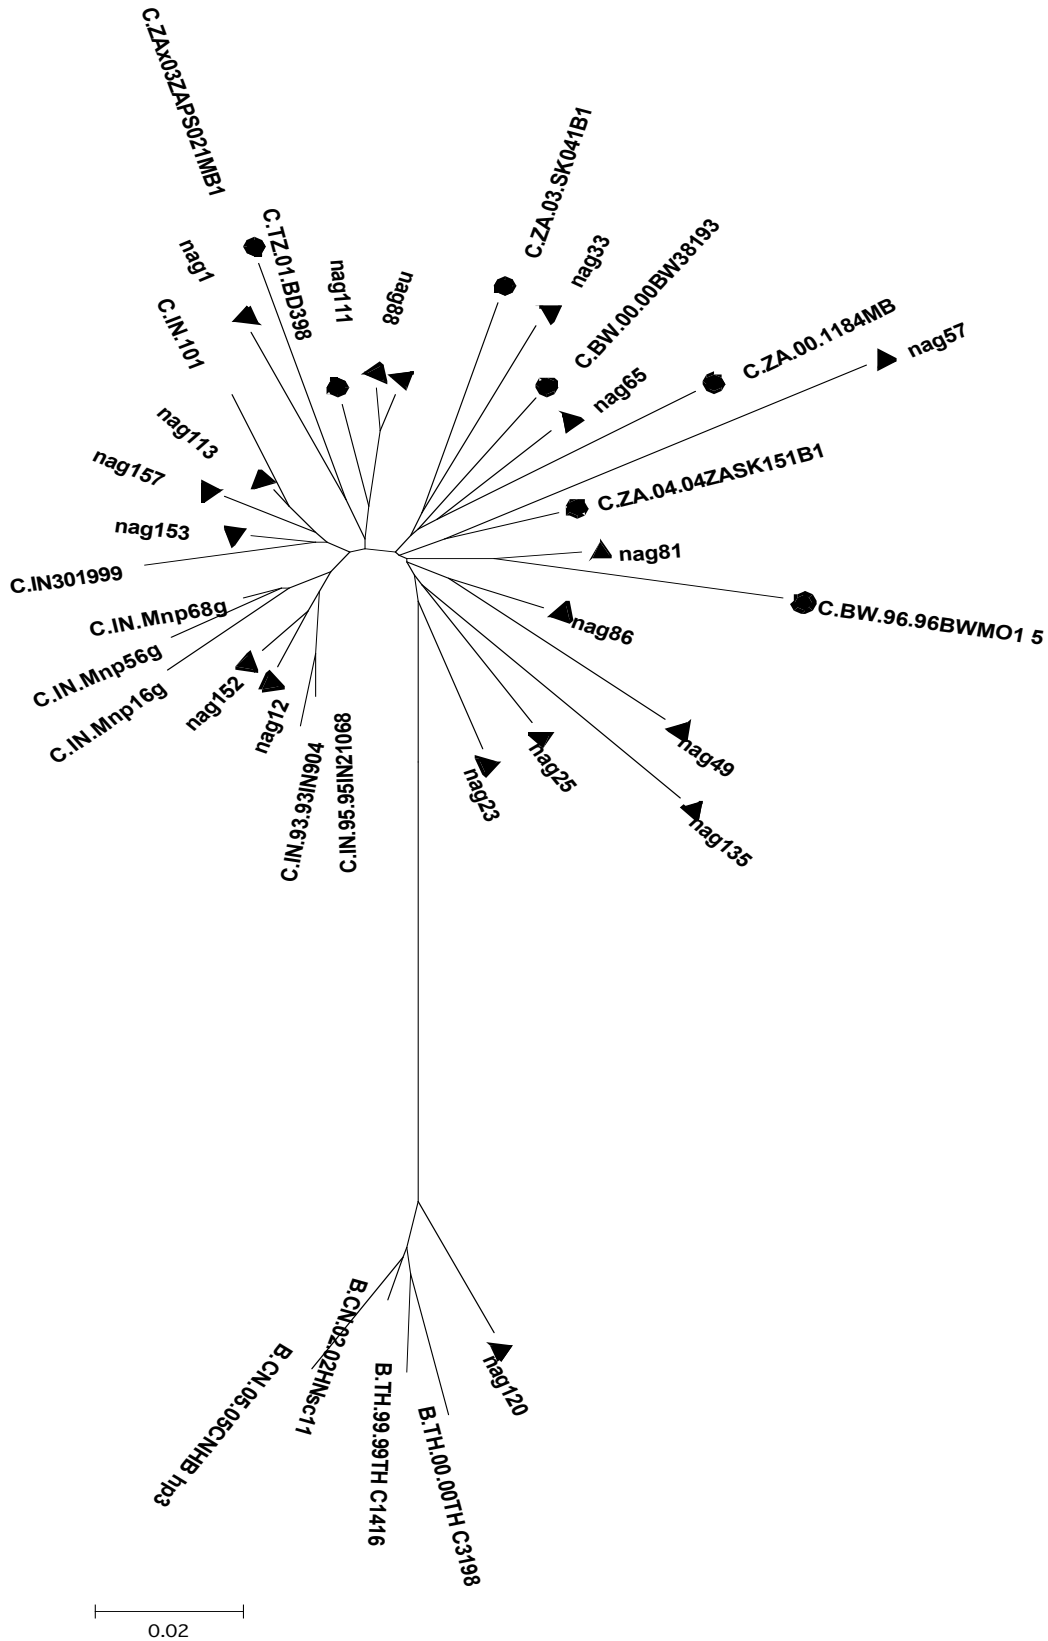 C.ZAx03ZAPS021MB1
C.ZA.03.SK041B1
C.TZ.01.BD398
nag1
nag111
nag88
nag33
C.BW.00.00BW38193
C.IN.101
C.ZA.00.1184MB
nag57
nag65
nag113
nag157
C.ZA.04.04ZASK151B1
nag153
nag81
C.IN301999
C.IN.Mnp68g
C.BW.96.96BWMO1 5
nag86
C.IN.Mnp56g
C.IN.Mnp16g
nag152
nag12
C.IN.93.93IN904
C.IN.95.95IN21068
nag23
nag25
nag49
nag135
B.CN.05.05CNHB hp3
B.CN.02.02HNsc11
B.TH.99.99TH C1416
B.TH.00.00TH C3198
nag120
0.02